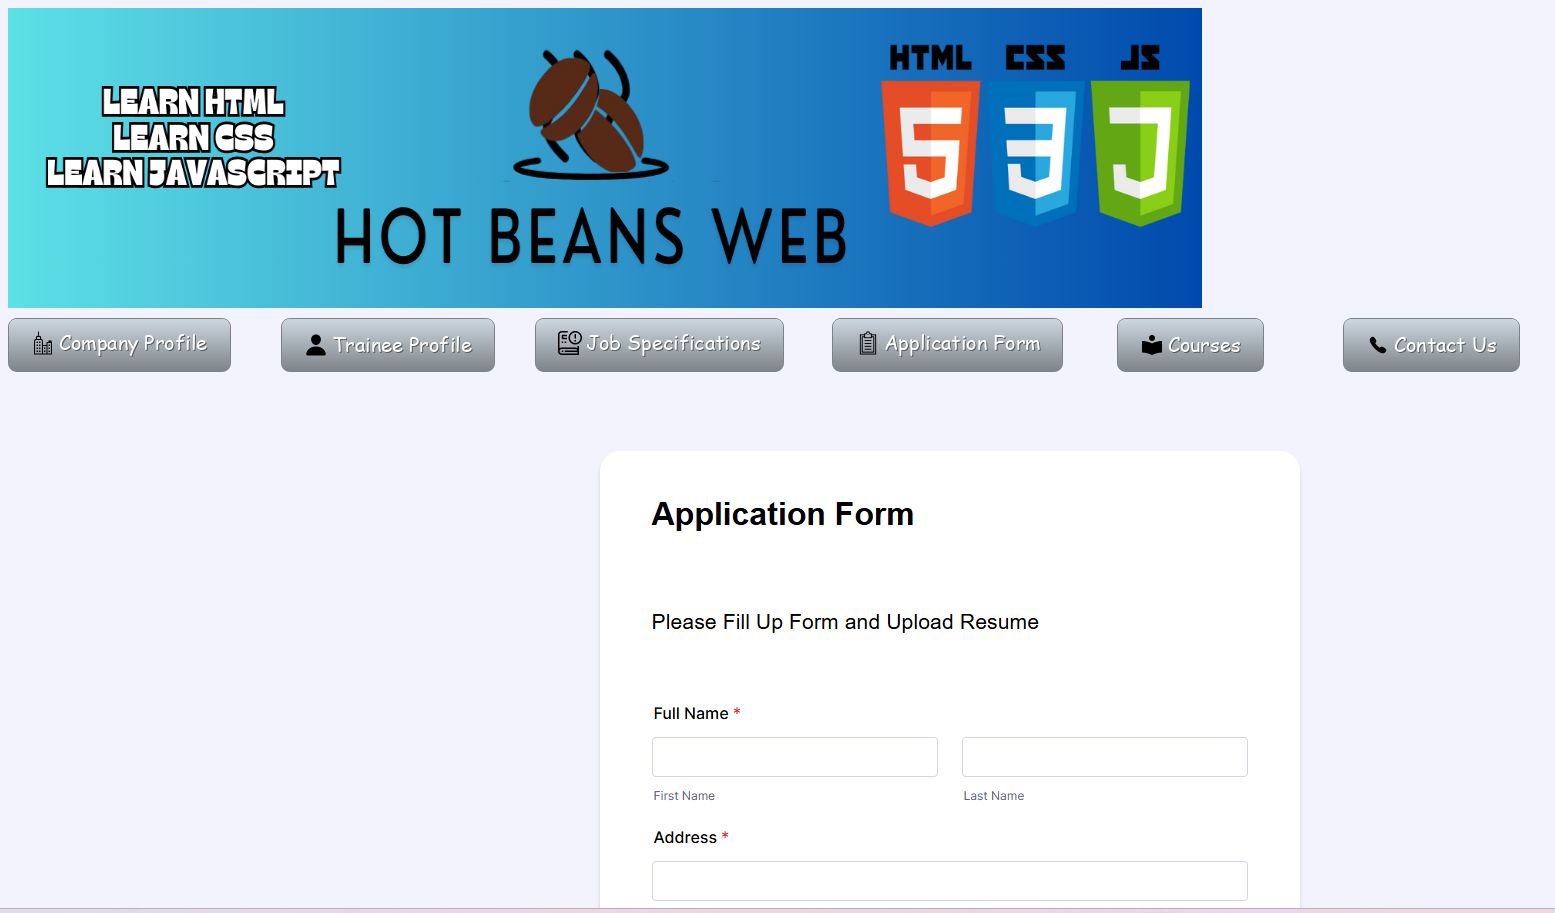 HTML CSS JS
5 3 J
LEARN HTML
LEARN CSS
LEARN JAVASCRIPT
HOT BEANS WEB
Company Profile
Trainee Profile
Job Specifications
Application Form
Courses
Contact Us
Application Form
Please Fill Up Form and Upload Resume
Full Name *
First Name
Last Name
Address *